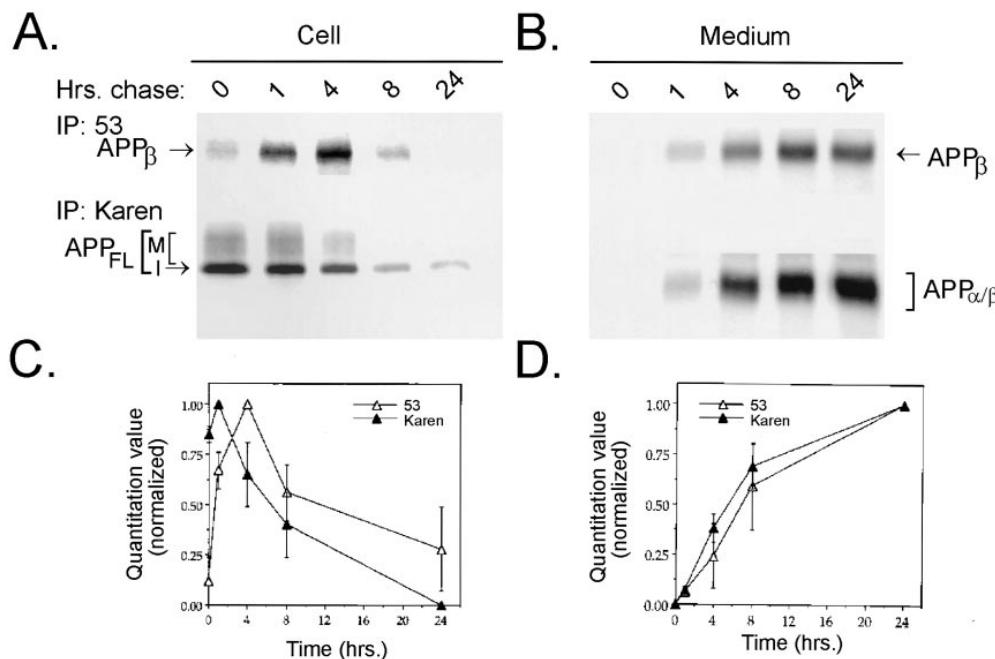 A.
Cell
Hrs. chase: 0 1 4 8 24
IP: 53
APPβ →
IP: Karen
APPFL [M[
I→
B.
Medium
0 1 4 8 24
← APPβ
] APPα/β
C.
Quantitation value
(normalized)
1.00
0.75
0.50
0.25
0.00
53
Karen
0 4 8 12 16 20 24
Time (hrs.)
D.
Quantitation value
(normalized)
1.00
0.75
0.50
0.25
0.00
53
Karen
0 4 8 12 16 20 24
Time (hrs.)